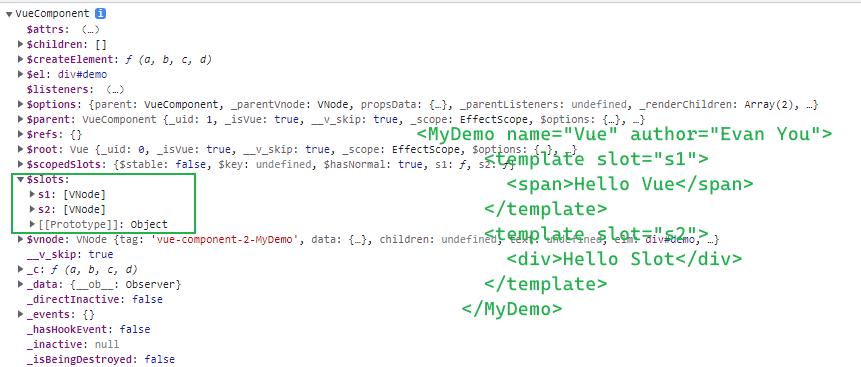 VueComponent i
$attrs: (…)
$children: []
$createElement: ƒ (a, b, c, d)
$el: div#demo
$listeners: (…)
$options: {parent: VueComponent, _parentVnode: VNode, propsData: {…}, _parentListeners: undefined, _renderChildren: Array(2), …}
$parent: VueComponent {_uid: 1, _isVue: true, __v_skip: true, _scope: EffectScope, $options: {…}, …}
$refs: {}
<MyDemo name="Vue" author="Evan You">
$root: Vue {_uid: 0, _isVue: true, __v_skip: true, _scope: EffectScope, $options: {…}, …}
$scopedSlots: {$stable: false, $key: undefined, $hasNormal: true, s1: ƒ, s2: ƒ}
<template slot="s1">
$slots:
<span>Hello Vue</span>
s1: [VNode]
s2: [VNode]
</template>
[[Prototype]]: Object
<template slot="s2">
$vnode: VNode {tag: 'vue-component-2-MyDemo', data: {…}, children: undefined, text: undefined, elm: div#demo, …}
__v_skip: true
<div>Hello Slot</div>
_c: ƒ (a, b, c, d)
_data: {__ob__: Observer}
</template>
_directInactive: false
_events: {}
</MyDemo>
_hasHookEvent: false
_inactive: null
_isBeingDestroyed: false